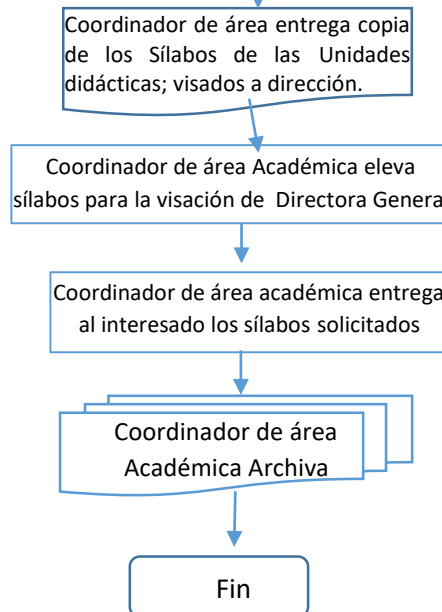 Coordinador de área entrega copia
de los Sílabos de las Unidades
didácticas; visados a dirección.
Coordinador de área Académica eleva
sílabos para la visación de Directora Genera
Coordinador de área académica entrega
al interesado los sílabos solicitados
Coordinador de área
Académica Archiva
Fin